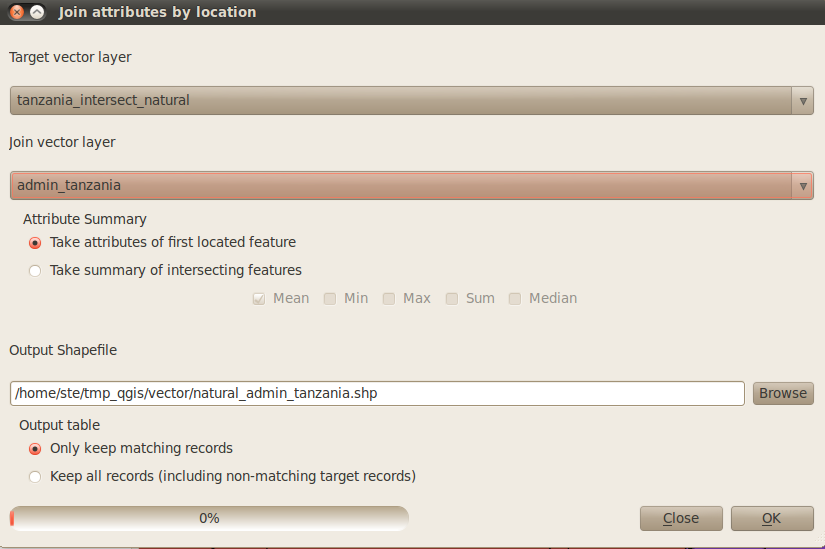 Join attributes by location
Target vector layer
tanzania_intersect_natural
Join vector layer
admin_tanzania
Attribute Summary
Take attributes of first located feature
Take summary of intersecting features
Mean Min Max Sum Median
Output Shapefile
/home/ste/tmp_qgis/vector/natural_admin_tanzania.shp Browse
Output table
Only keep matching records
Keep all records (including non-matching target records)
0% Close OK